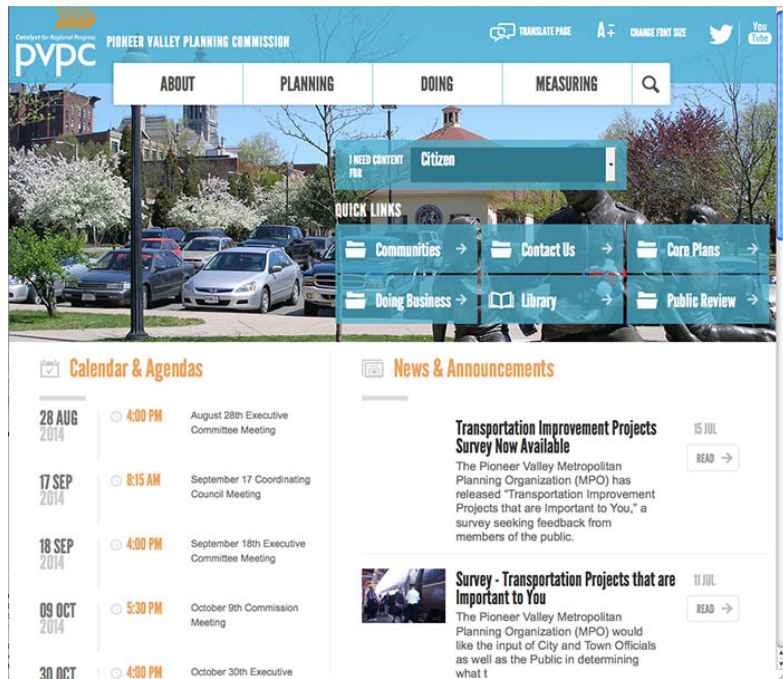 Catalyst for Regional Progress
pvpc
PIONEER VALLEY PLANNING COMMISSION
TRANSLATE PAGE
A
CHANGE FONT SIZE
You
Tube
ABOUT
PLANNING
DOING
MEASURING
I NEED CONTENT
FOR
Citizen
QUICK LINKS
Communities
Contact Us
Core Plans
Doing Business
Library
Public Review
Calendar & Agendas
28 AUG
2014
4:00 PM
August 28th Executive
Committee Meeting
17 SEP
2014
8:15 AM
September 17 Coordinating
Council Meeting
18 SEP
2014
4:00 PM
September 18th Executive
Committee Meeting
09 OCT
2014
5:30 PM
October 9th Commission
Meeting
30 OCT
4:00 PM
October 30th Executive
News & Announcements
Transportation Improvement Projects
Survey Now Available
15 JUL
READ
The Pioneer Valley Metropolitan
Planning Organization (MPO) has
released "Transportation Improvement
Projects that are Important to You," a
survey seeking feedback from
members of the public.
Survey - Transportation Projects that are
Important to You
11 JUL
READ
The Pioneer Valley Metropolitan
Planning Organization (MPO) would
like the input of City and Town Officials
as well as the Public in determining
what t